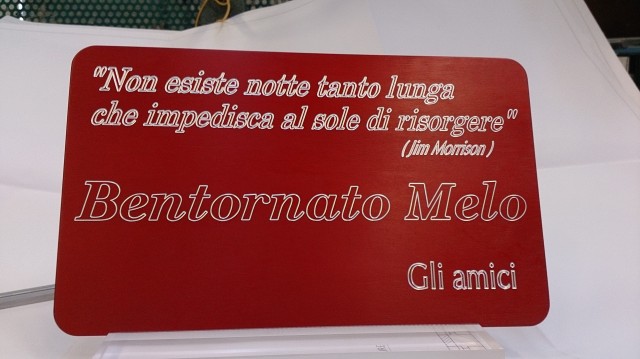 "Non esiste notte tanto lunga
che impedisca al sole di risorgere"
(Jim Morrison)
Bentornato Melo
Gli amici